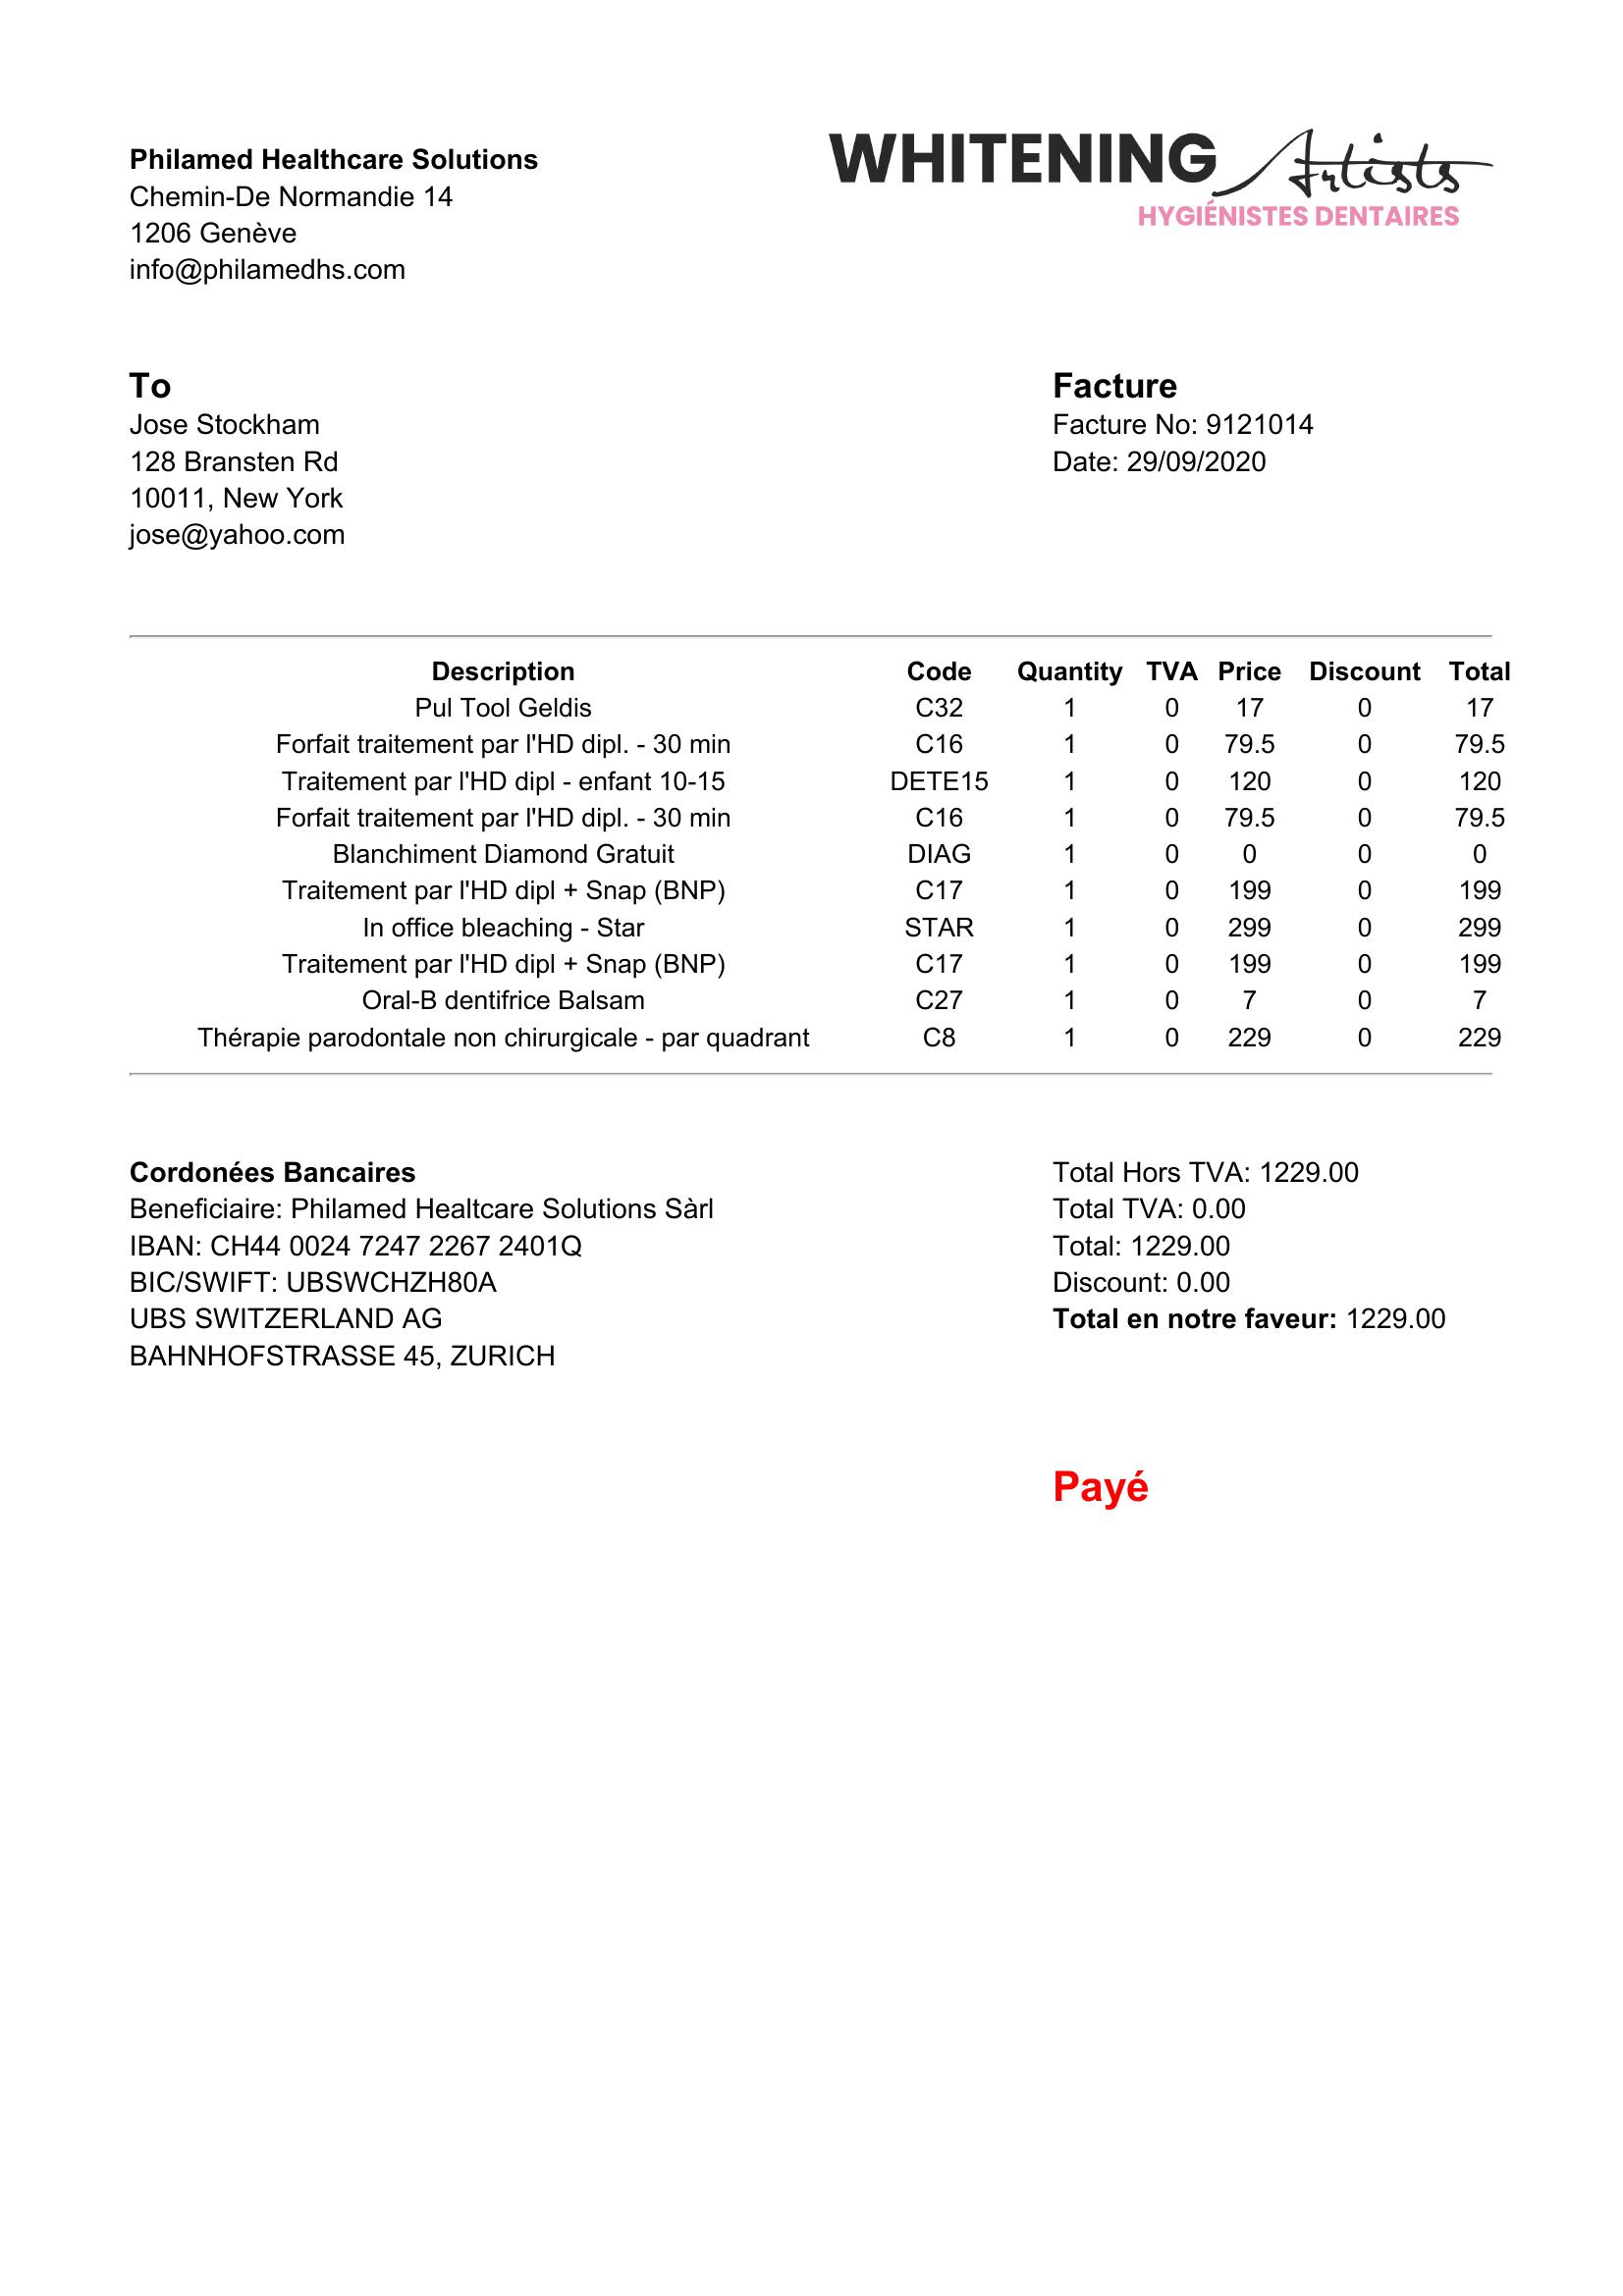 WHITENING Artists
HYGIÉNISTES DENTAIRES
Philamed Healthcare Solutions
Chemin-De Normandie 14
1206 Genève
info@philamedhs.com
To
Jose Stockham
128 Bransten Rd
10011, New York
jose@yahoo.com
Facture
Facture No: 9121014
Date: 29/09/2020
Description Code Quantity TVA Price Discount Total
Pul Tool Geldis C32 1 0 17 0 17
Forfait traitement par l'HD dipl. - 30 min C16 1 0 79.5 0 79.5
Traitement par l'HD dipl - enfant 10-15 DETE15 1 0 120 0 120
Forfait traitement par l'HD dipl. - 30 min C16 1 0 79.5 0 79.5
Blanchiment Diamond Gratuit DIAG 1 0 0 0 0
Traitement par l'HD dipl + Snap (BNP) C17 1 0 199 0 199
In office bleaching - Star STAR 1 0 299 0 299
Traitement par l'HD dipl + Snap (BNP) C17 1 0 199 0 199
Oral-B dentifrice Balsam C27 1 0 7 0 7
Thérapie parodontale non chirurgicale - par quadrant C8 1 0 229 0 229
Cordonées Bancaires
Beneficiaire: Philamed Healtcare Solutions Sàrl
IBAN: CH44 0024 7247 2267 2401Q
BIC/SWIFT: UBSWCHZH80A
UBS SWITZERLAND AG
BAHNHOFSTRASSE 45, ZURICH
Total Hors TVA: 1229.00
Total TVA: 0.00
Total: 1229.00
Discount: 0.00
Total en notre faveur: 1229.00
Payé